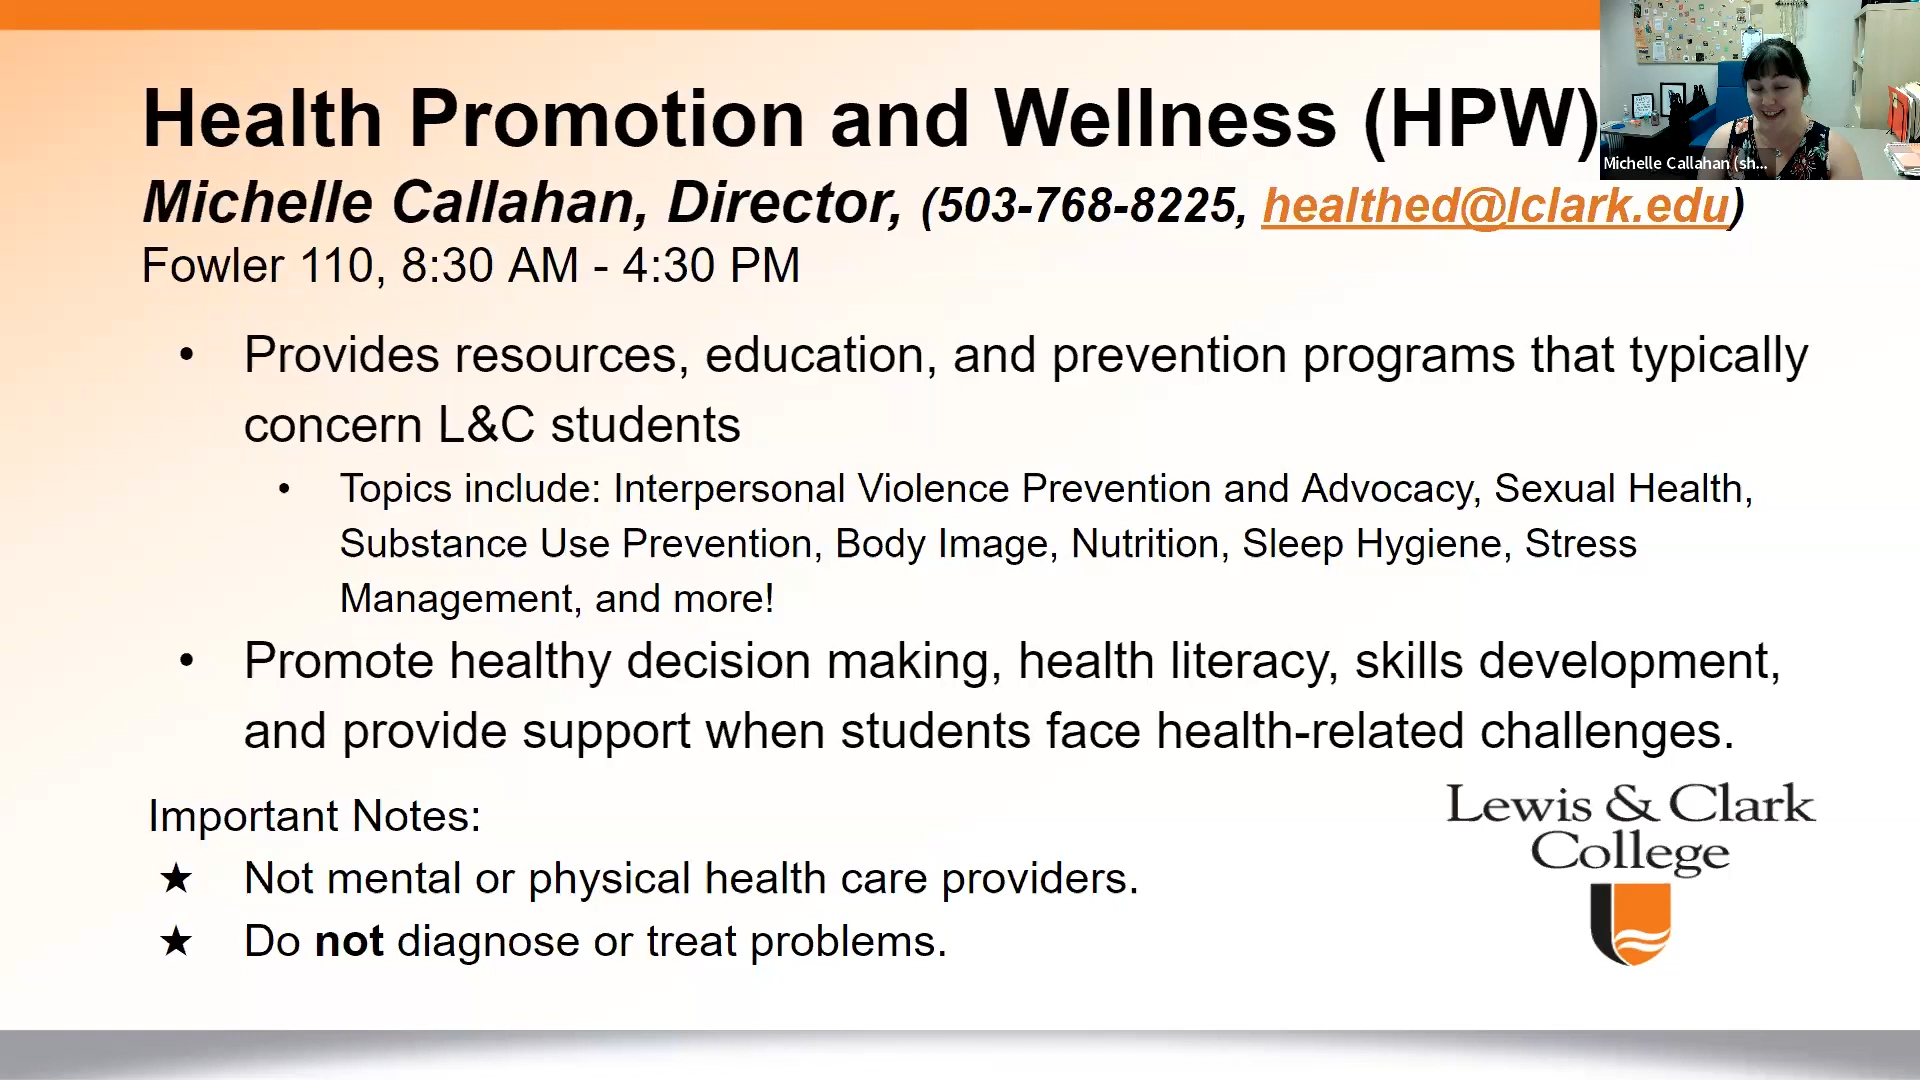 Health Promotion and Wellness (HPW)
Michelle Callahan (sh...
Michelle Callahan, Director, (503-768-8225, healthed@lclark.edu)
Fowler 110, 8:30 AM - 4:30 PM
• Provides resources, education, and prevention programs that typically
concern L&C students
• Topics include: Interpersonal Violence Prevention and Advocacy, Sexual Health,
Substance Use Prevention, Body Image, Nutrition, Sleep Hygiene, Stress
Management, and more!
• Promote healthy decision making, health literacy, skills development,
and provide support when students face health-related challenges.
Important Notes:
★ Not mental or physical health care providers.
★ Do not diagnose or treat problems.
Lewis & Clark
College